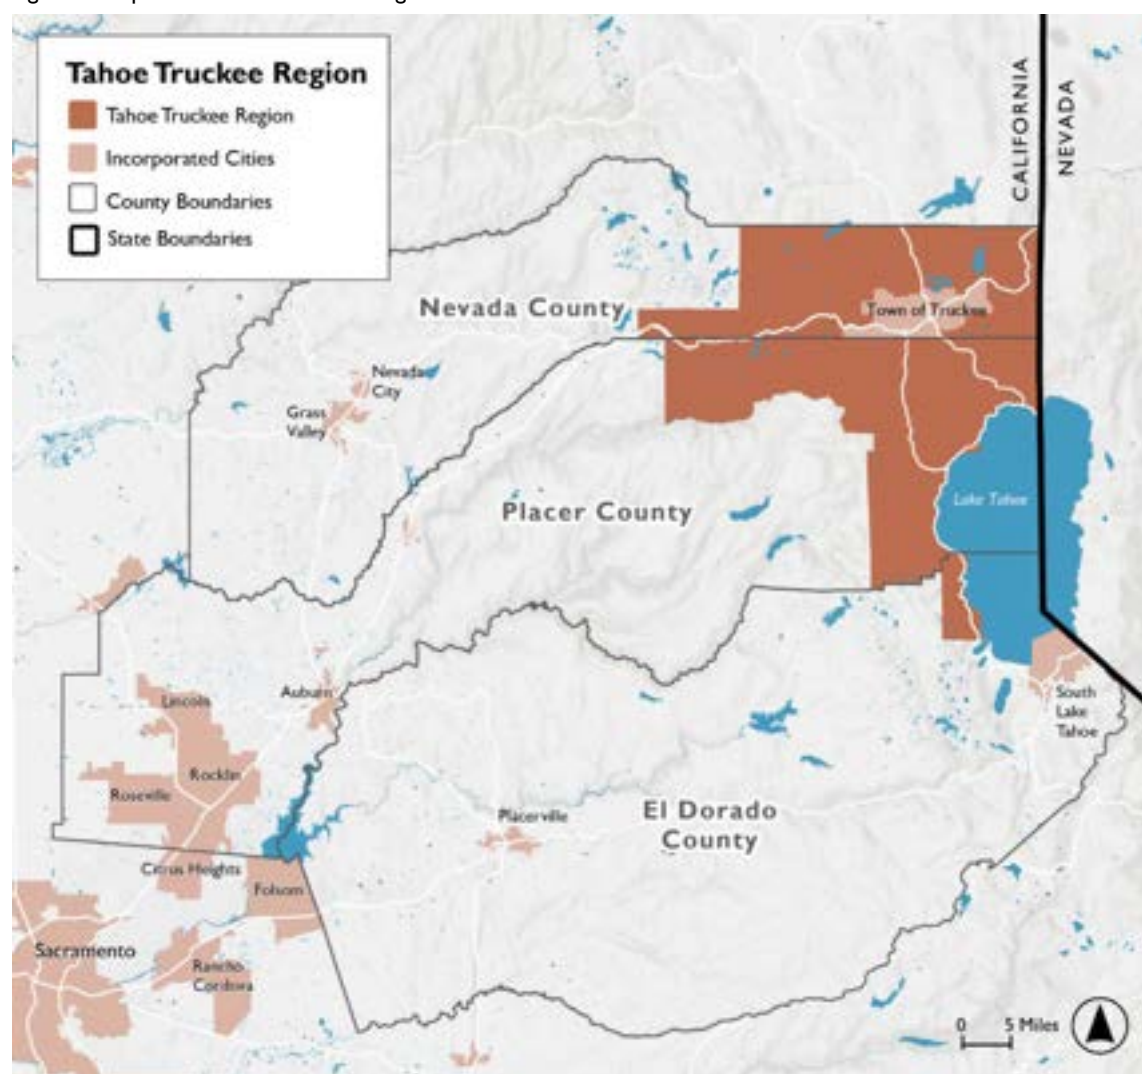 Tahoe Truckee Region
Tahoe Truckee Region
Incorporated Cities
County Boundaries
State Boundaries
CALIFORNIA
NEVADA
Nevada County
Town of Truckee
Nevada
City
Grass
Valley
Placer County
Lake Tahoe
Auburn
Lincoln
Rocklin
Roseville
South
Lake
Tahoe
El Dorado
County
Placerville
Citrus Heights
Folsom
Sacramento
Rancho
Cordova
0 5 Miles